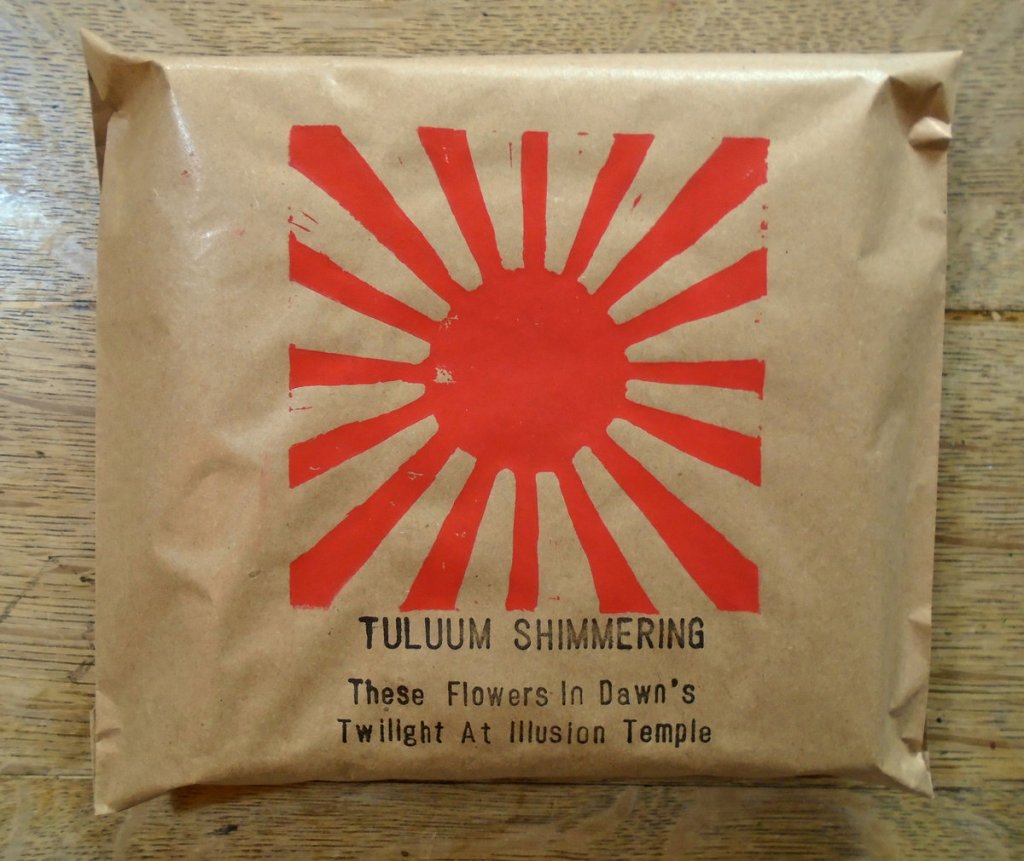 TULUUM SHIMMERING
These Flowers In Dawn's
Twilight At Illusion Temple